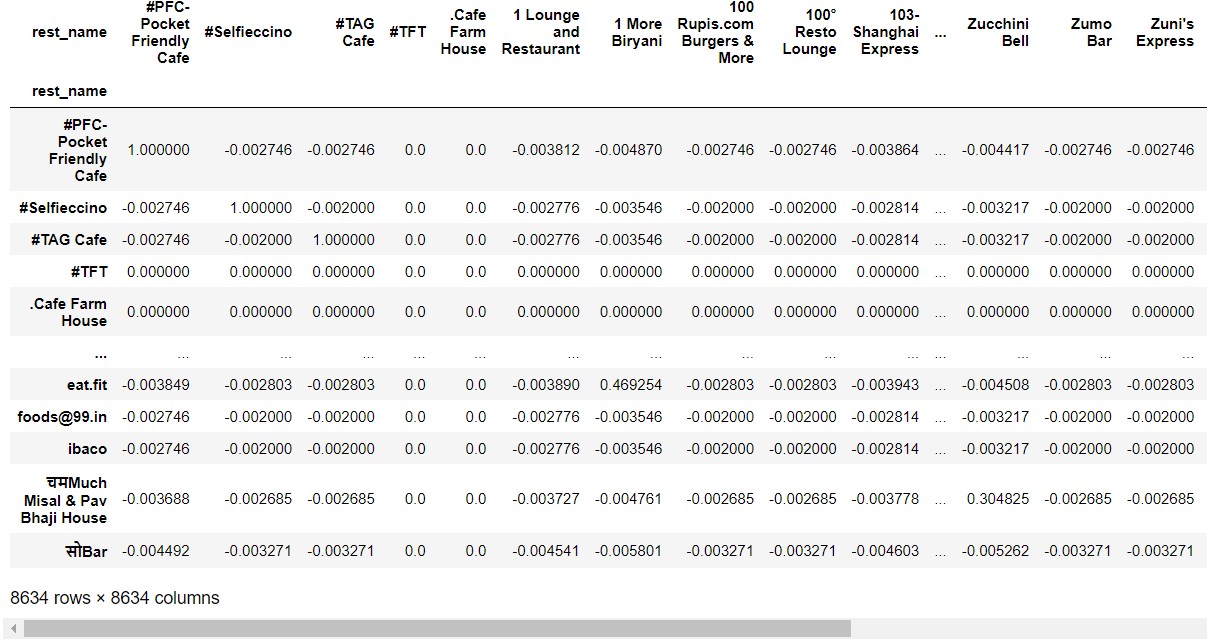 rest_name #PFC-Pocket Friendly Cafe #Selfieccino #TAG Cafe #TFT .Cafe Farm House 1 Lounge and Restaurant 1 More Biryani 100 Rupis.com Burgers & More 100° Resto Lounge 103-Shanghai Express ... Zucchini Bell Zumo Bar Zuni's Express
rest_name
#PFC-Pocket Friendly Cafe 1.000000 -0.002746 -0.002746 0.0 0.0 -0.003812 -0.004870 -0.002746 -0.002746 -0.003864 ... -0.004417 -0.002746 -0.002746
#Selfieccino -0.002746 1.000000 -0.002000 0.0 0.0 -0.002776 -0.003546 -0.002000 -0.002000 -0.002814 ... -0.003217 -0.002000 -0.002000
#TAG Cafe -0.002746 -0.002000 1.000000 0.0 0.0 -0.002776 -0.003546 -0.002000 -0.002000 -0.002814 ... -0.003217 -0.002000 -0.002000
#TFT 0.000000 0.000000 0.000000 0.0 0.0 0.000000 0.000000 0.000000 0.000000 0.000000 ... 0.000000 0.000000 0.000000
.Cafe Farm House 0.000000 0.000000 0.000000 0.0 0.0 0.000000 0.000000 0.000000 0.000000 0.000000 ... 0.000000 0.000000 0.000000
... ... ... ... ... ... ... ... ... ... ... ... ... ... ...
eat.fit -0.003849 -0.002803 -0.002803 0.0 0.0 -0.003890 0.469254 -0.002803 -0.002803 -0.003943 ... -0.004508 -0.002803 -0.002803
foods@99.in -0.002746 -0.002000 -0.002000 0.0 0.0 -0.002776 -0.003546 -0.002000 -0.002000 -0.002814 ... -0.003217 -0.002000 -0.002000
ibaco -0.002746 -0.002000 -0.002000 0.0 0.0 -0.002776 -0.003546 -0.002000 -0.002000 -0.002814 ... -0.003217 -0.002000 -0.002000
चमMuch Misal & Pav Bhaji House -0.003688 -0.002685 -0.002685 0.0 0.0 -0.003727 -0.004761 -0.002685 -0.002685 -0.003778 ... 0.304825 -0.002685 -0.002685
सोBar -0.004492 -0.003271 -0.003271 0.0 0.0 -0.004541 -0.005801 -0.003271 -0.003271 -0.004603 ... -0.005262 -0.003271 -0.003271
8634 rows × 8634 columns